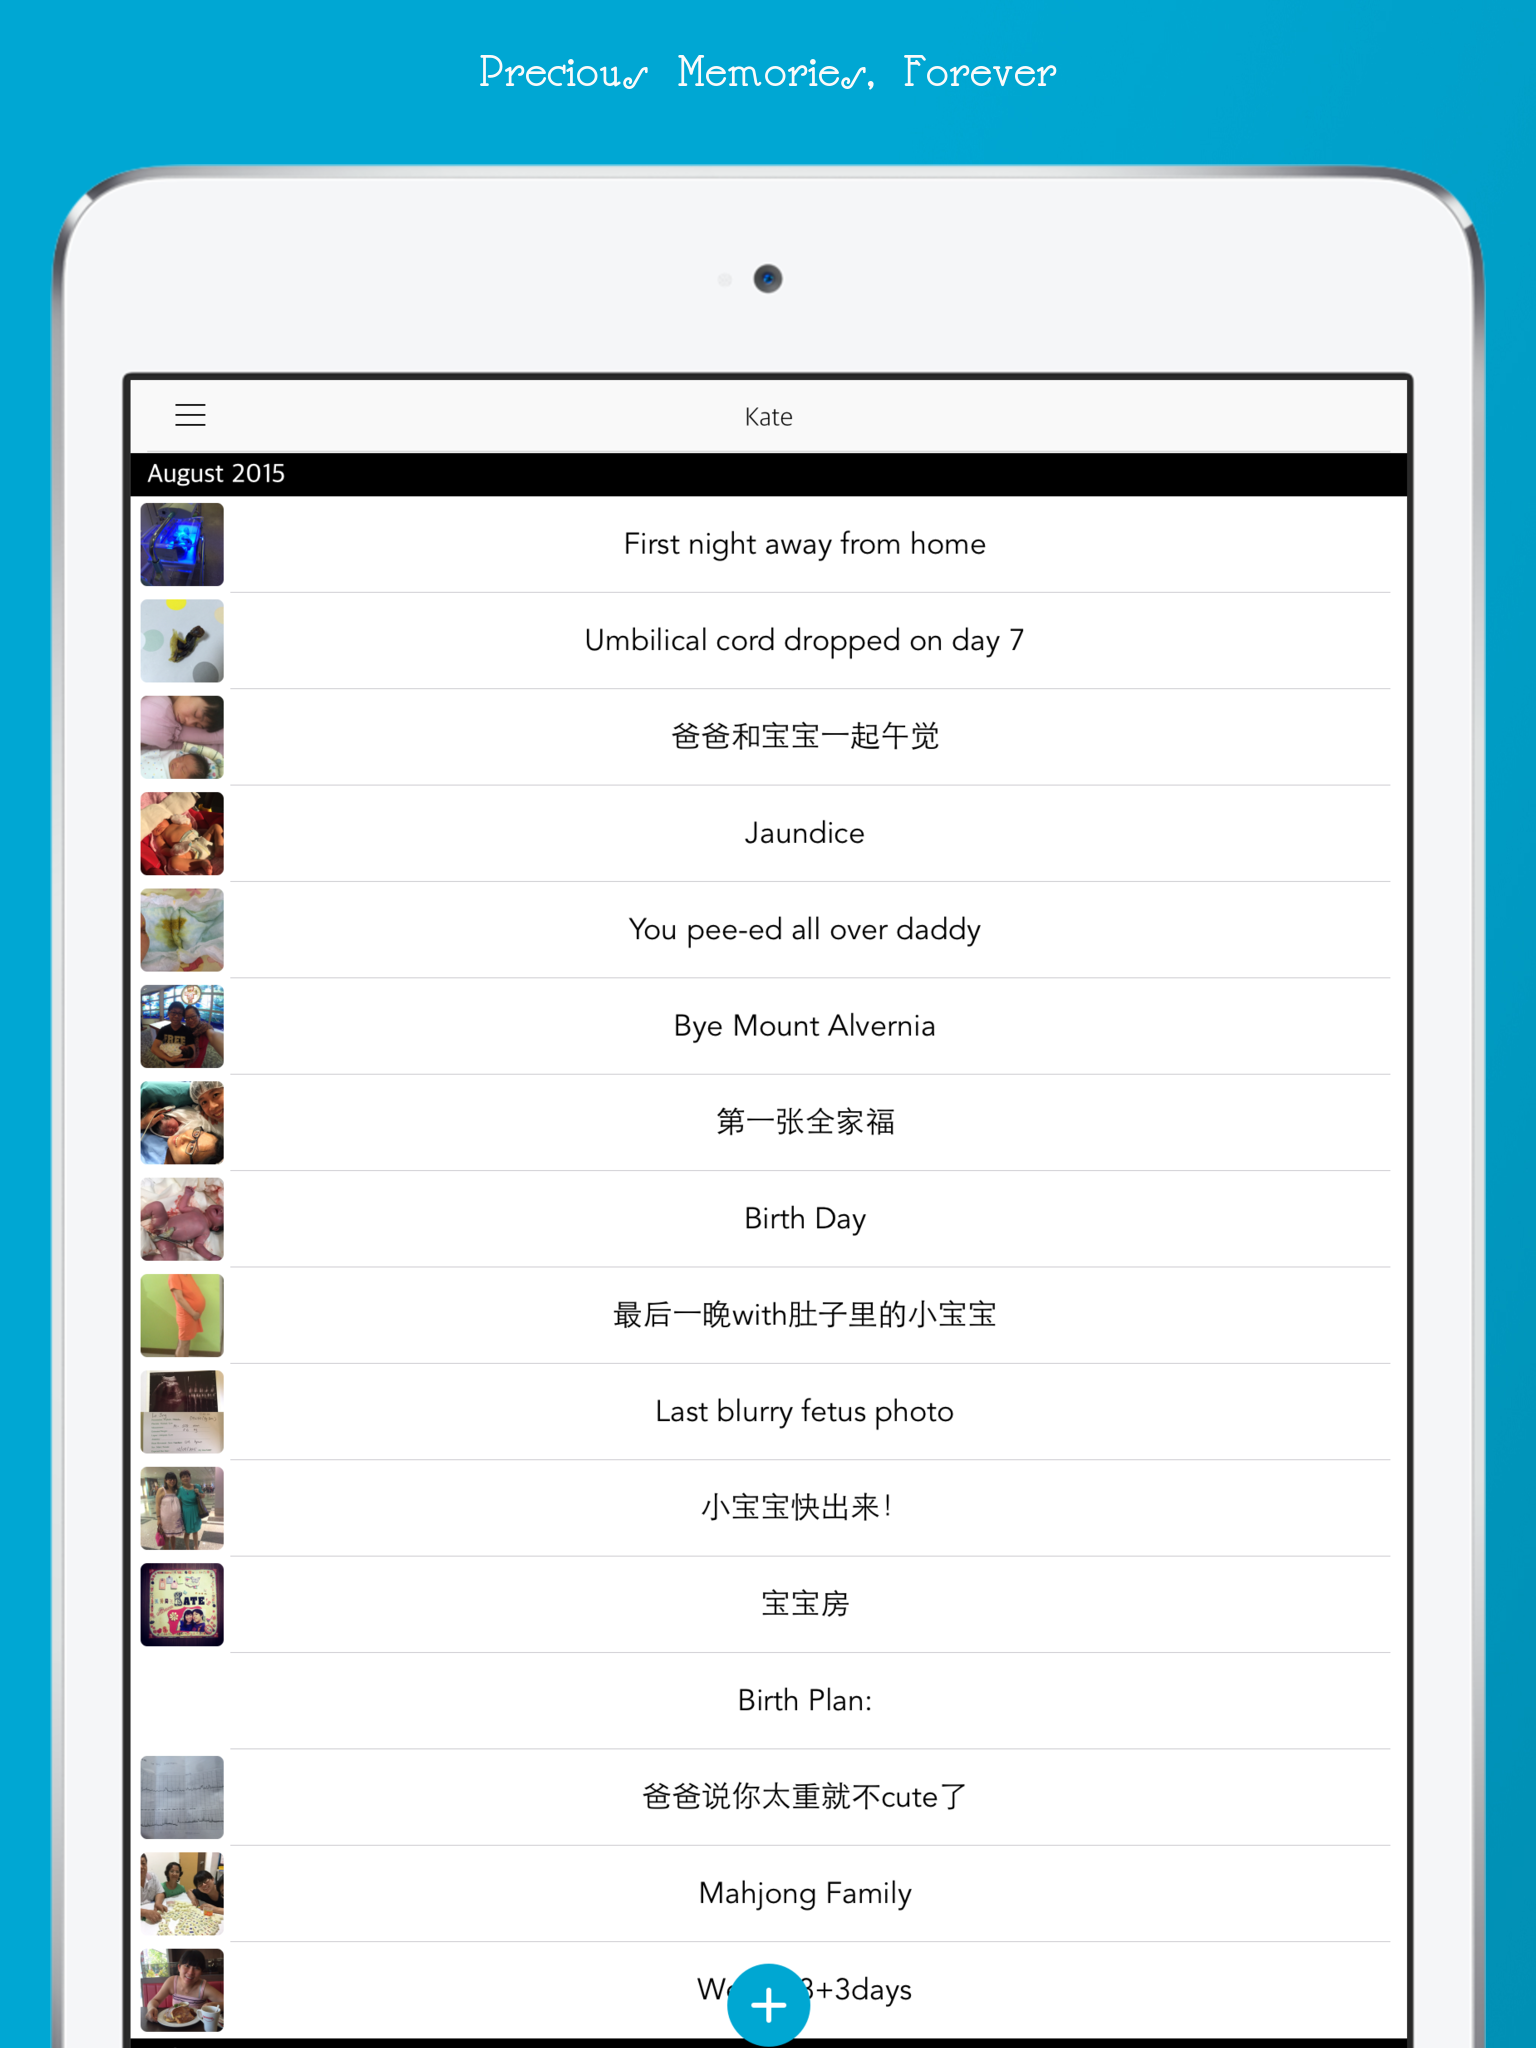 Precious Memories, Forever
Kate
August 2015
First night away from home
Umbilical cord dropped on day 7
爸爸和宝宝一起午觉
Jaundice
You pee-ed all over daddy
Bye Mount Alvernia
第一张全家福
Birth Day
最后一晚with肚子里的小宝宝
Last blurry fetus photo
小宝宝快出来！
KATE
宝宝房
Birth Plan:
爸爸说你太重就不cute了
Mahjong Family
+3days